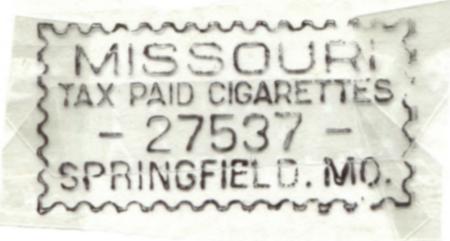 MISSOURI
TAX PAID CIGARETTES
- 27537 -
SPRINGFIELD. MO.